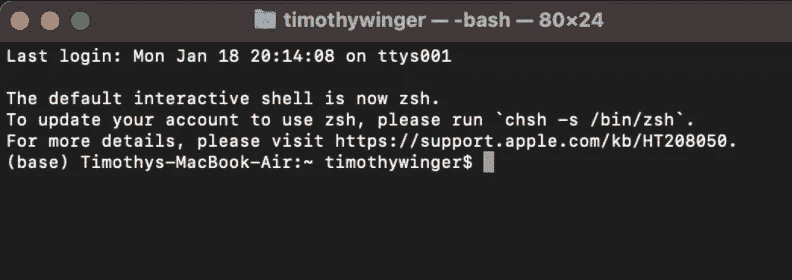 timothywinger — -bash — 80×24
Last login: Mon Jan 18 20:14:08 on ttys001
The default interactive shell is now zsh.
To update your account to use zsh, please run `chsh -s /bin/zsh`.
For more details, please visit https://support.apple.com/kb/HT208050.
(base) Timothys-MacBook-Air:~ timothywinger$